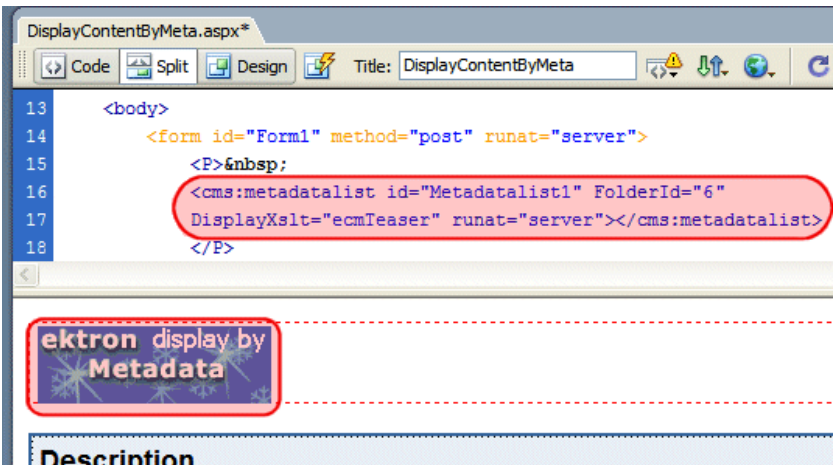 DisplayContentByMeta.aspx*
Code Split Design Title: DisplayContentByMeta
13 <body>
14 <form id="Form1" method="post" runat="server">
15 <P>&nbsp;
16 <cms:metadatalist id="Metadatalist1" FolderId="6"
17 DisplayXslt="ecmTeaser" runat="server"></cms:metadatalist>
18 </P>
ektron display by
Metadata
Description